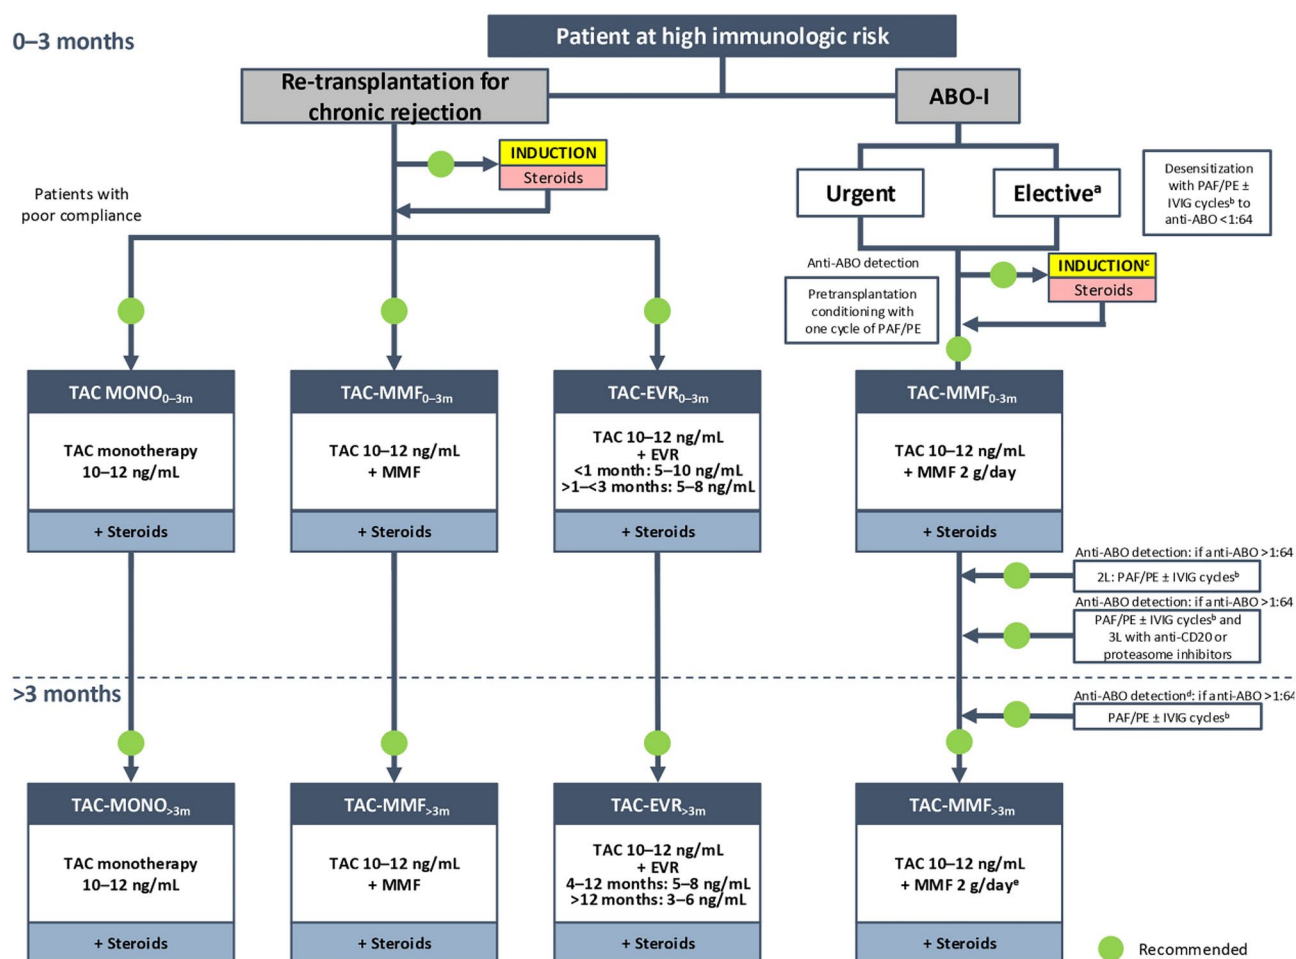 0–3 months
Patient at high immunologic risk
Re-transplantation for
chronic rejection
ABO-I
INDUCTION
Steroids
Patients with
poor compliance
Urgent
Electiveᵃ
Desensitization
with PAF/PE ±
IVIG cyclesᵇ to
anti-ABO <1:64
Anti-ABO detection
INDUCTIONᶜ
Steroids
Pretransplantation
conditioning with
one cycle of PAF/PE
TAC MONO₀₋₃ₘ
TAC monotherapy
10–12 ng/mL
+ Steroids
TAC-MMF₀₋₃ₘ
TAC 10–12 ng/mL
+ MMF
+ Steroids
TAC-EVR₀₋₃ₘ
TAC 10–12 ng/mL
+ EVR
<1 month: 5–10 ng/mL
>1–<3 months: 5–8 ng/mL
+ Steroids
TAC-MMF₀₋₃ₘ
TAC 10–12 ng/mL
+ MMF 2 g/day
+ Steroids
Anti-ABO detection: if anti-ABO >1:64
2L: PAF/PE ± IVIG cyclesᵇ
Anti-ABO detection: if anti-ABO >1:64
PAF/PE ± IVIG cyclesᵇ and
3L with anti-CD20 or
proteasome inhibitors
>3 months
Anti-ABO detectionᵈ: if anti-ABO >1:64
PAF/PE ± IVIG cyclesᵇ
TAC-MONO>₃ₘ
TAC monotherapy
10–12 ng/mL
+ Steroids
TAC-MMF>₃ₘ
TAC 10–12 ng/mL
+ MMF
+ Steroids
TAC-EVR>₃ₘ
TAC 10–12 ng/mL
+ EVR
4–12 months: 5–8 ng/mL
>12 months: 3–6 ng/mL
+ Steroids
TAC-MMF>₃ₘ
TAC 10–12 ng/mL
+ MMF 2 g/dayᵉ
+ Steroids
Recommended